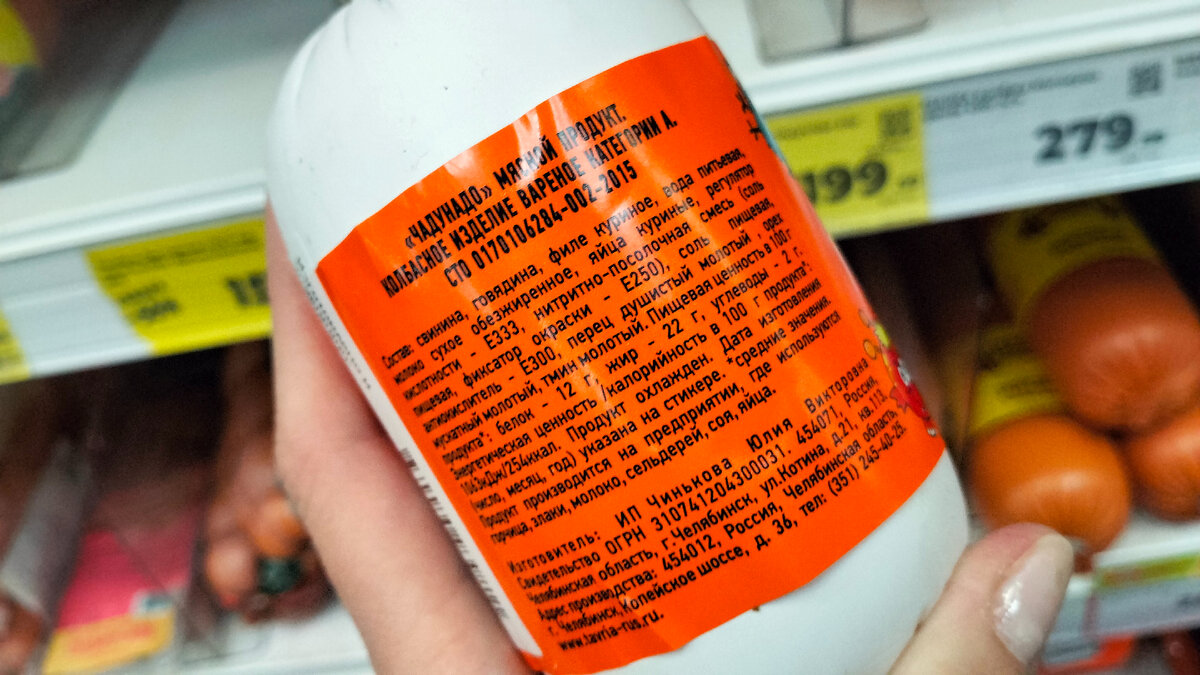 «ЧАДУНАДО» МЯСНОЙ ПРОДУКТ.
КОЛБАСНОЕ ИЗДЕЛИЕ ВАРЕНОЕ КАТЕГОРИИ А.
СТО 0170106284-002-2015
Состав: свинина, говядина, филе куриное, вода питьевая,
молоко сухое обезжиренное, яйца куриные, регулятор
кислотности - Е333, нитритно-посолочная смесь (соль
пищевая, фиксатор окраски - Е250), соль пищевая,
антиокислитель - Е300, перец душистый молотый, орех
мускатный молотый, тмин молотый. Пищевая ценность в 100 г
продукта*: белок - 12 г, жир - 22 г, углеводы - 2 г.
Энергетическая ценность /калорийность в 100 г продукта*:
1063кДж/254ккал. Продукт охлажден. Дата изготовления
(число, месяц, год) указана на стикере. *средние значения.
Продукт производится на предприятии, где используются
горчица, злаки, молоко, сельдерей, соя, яйца.
Изготовитель: ИП Чинькова Юлия Викторовна
Свидетельство ОГРН 310741204300031. 454071, Россия,
Челябинская область, г.Челябинск, ул.Котина, д.21, кв.113.
Адрес производства: 454012, Россия, Челябинская область,
г. Челябинск, Копейское шоссе, д. 36, тел: (351) 245-40-25.
www.tavria-rus.ru.
199
279